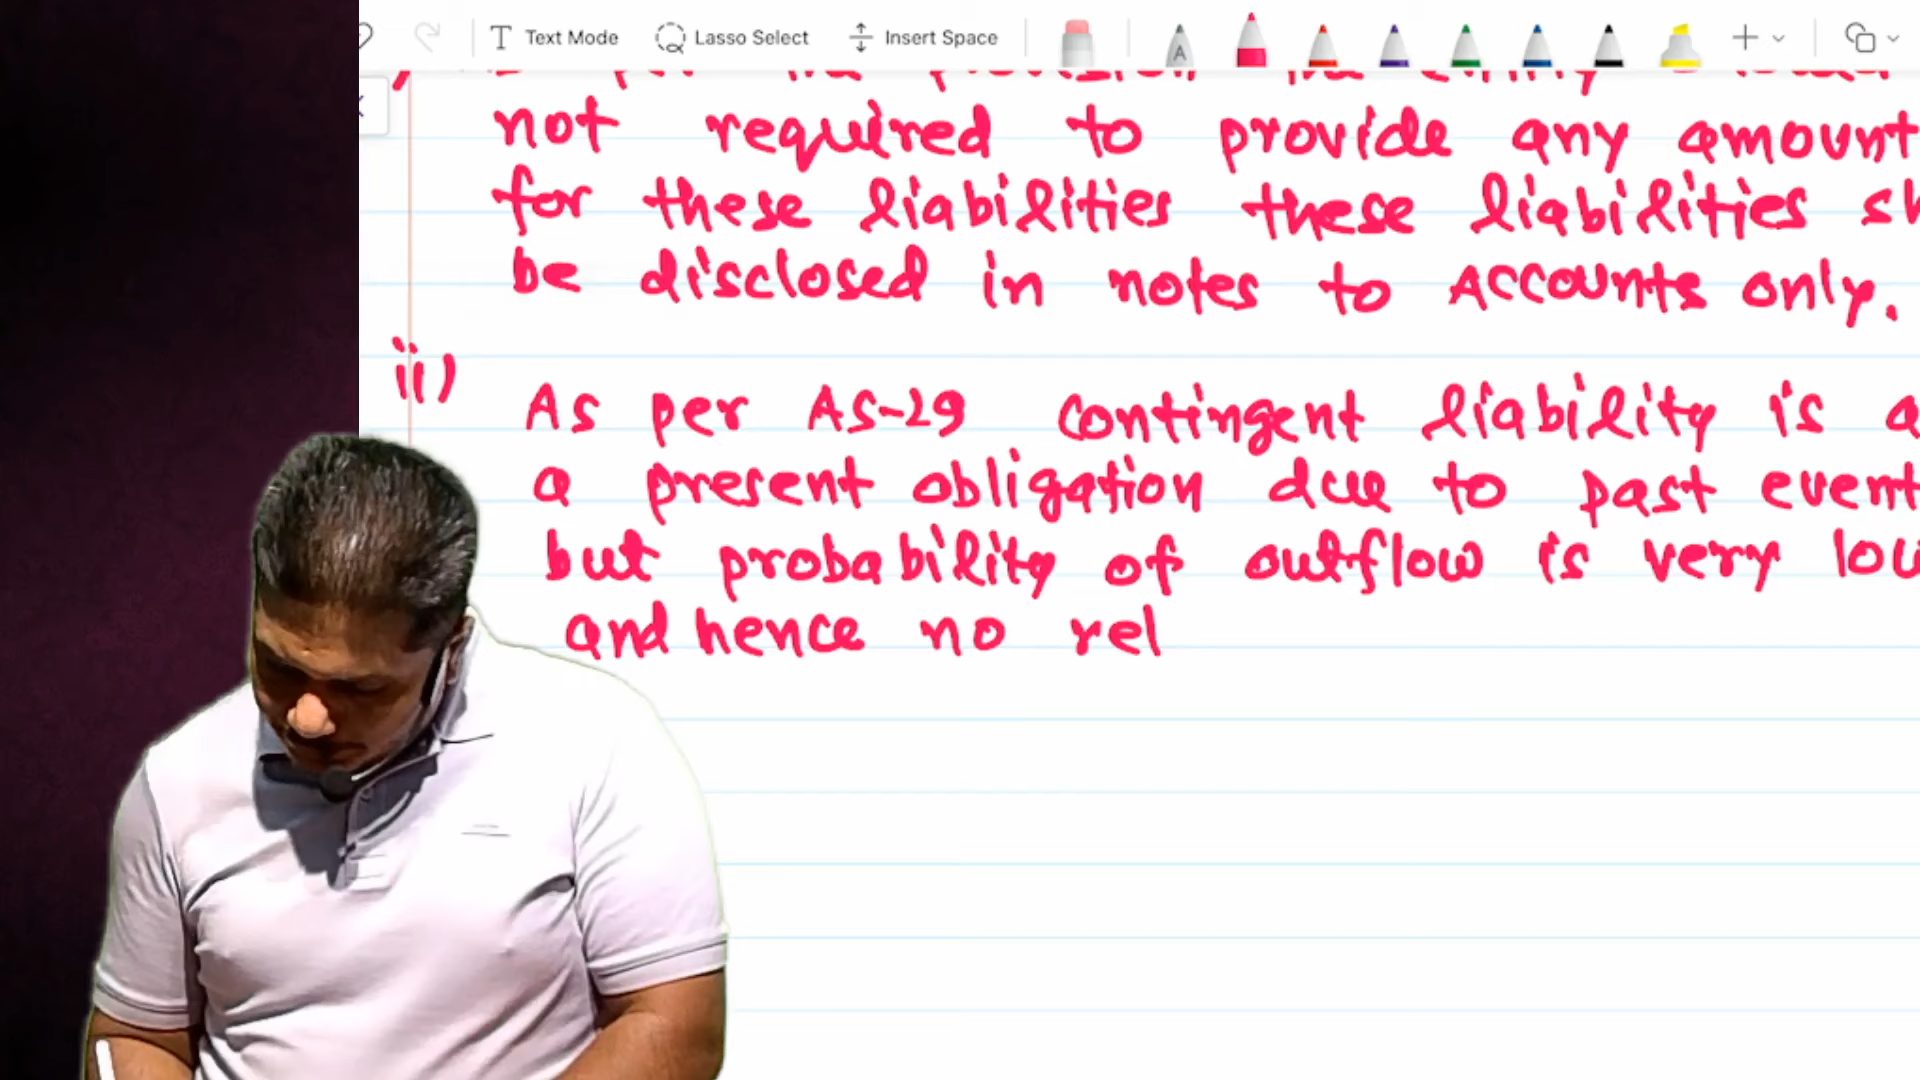 Text Mode Lasso Select Insert Space
not required to provide any amount
for these liabilities these liabilities
be disclosed in notes to Accounts only.
ii)
As per AS-29 contingent liability is a
a present obligation due to past event
but probability of outflow is very
and hence no rel